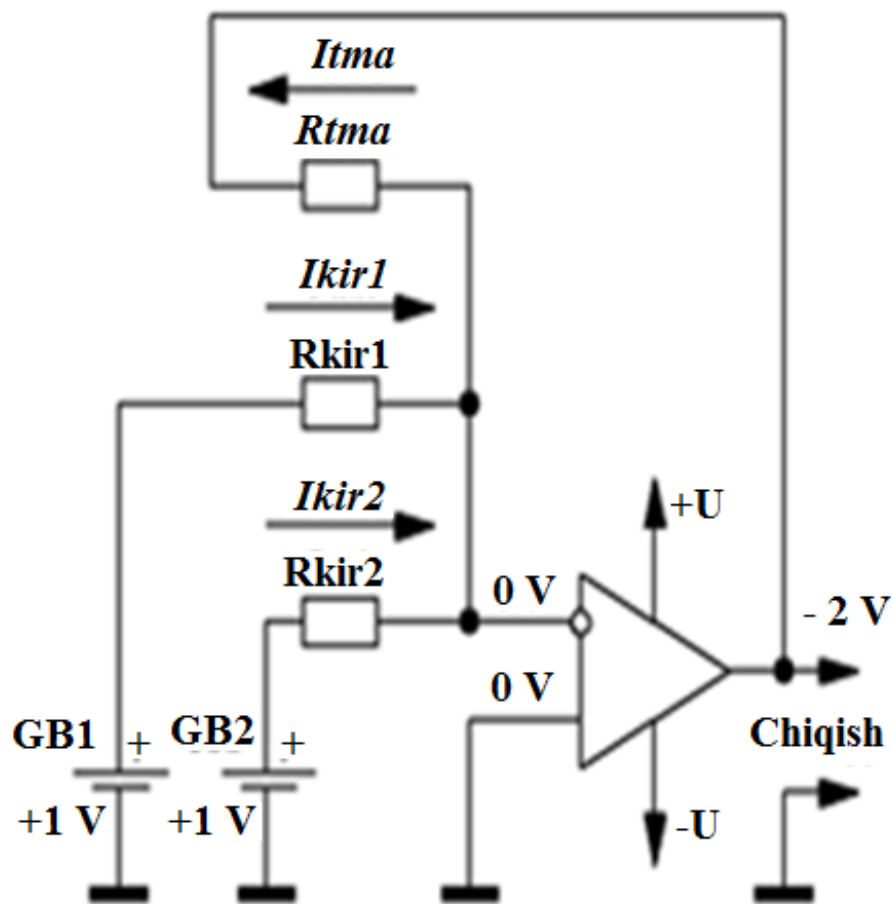 Itma
Rtma
Ikir1
Rkir1
Ikir2
Rkir2
0 V
+U
- 2 V
0 V
GB1 +
GB2 +
Chiqish
+1 V
+1 V
-U